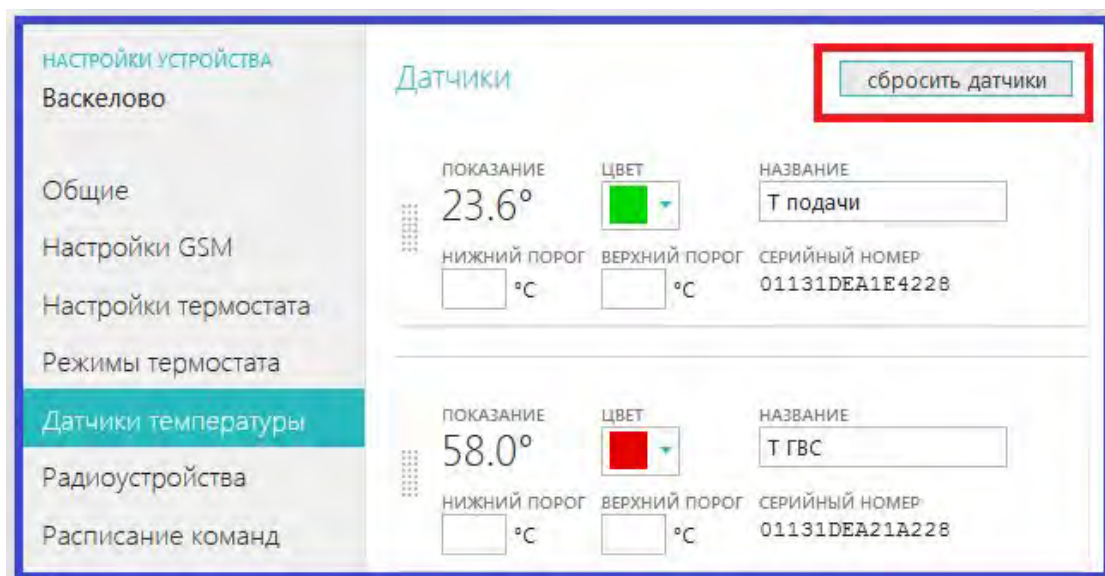 НАСТРОЙКИ УСТРОЙСТВА
Васкелово
Общие
Настройки GSM
Настройки термостата
Режимы термостата
Датчики температуры
Радиоустройства
Расписание команд
Датчики
сбросить датчики
ПОКАЗАНИЕ ЦВЕТ НАЗВАНИЕ
23.6° Т подачи
НИЖНИЙ ПОРОГ ВЕРХНИЙ ПОРОГ СЕРИЙНЫЙ НОМЕР
°C °C 01131DEA1E4228
ПОКАЗАНИЕ ЦВЕТ НАЗВАНИЕ
58.0° Т ГВС
НИЖНИЙ ПОРОГ ВЕРХНИЙ ПОРОГ СЕРИЙНЫЙ НОМЕР
°C °C 01131DEA21A228